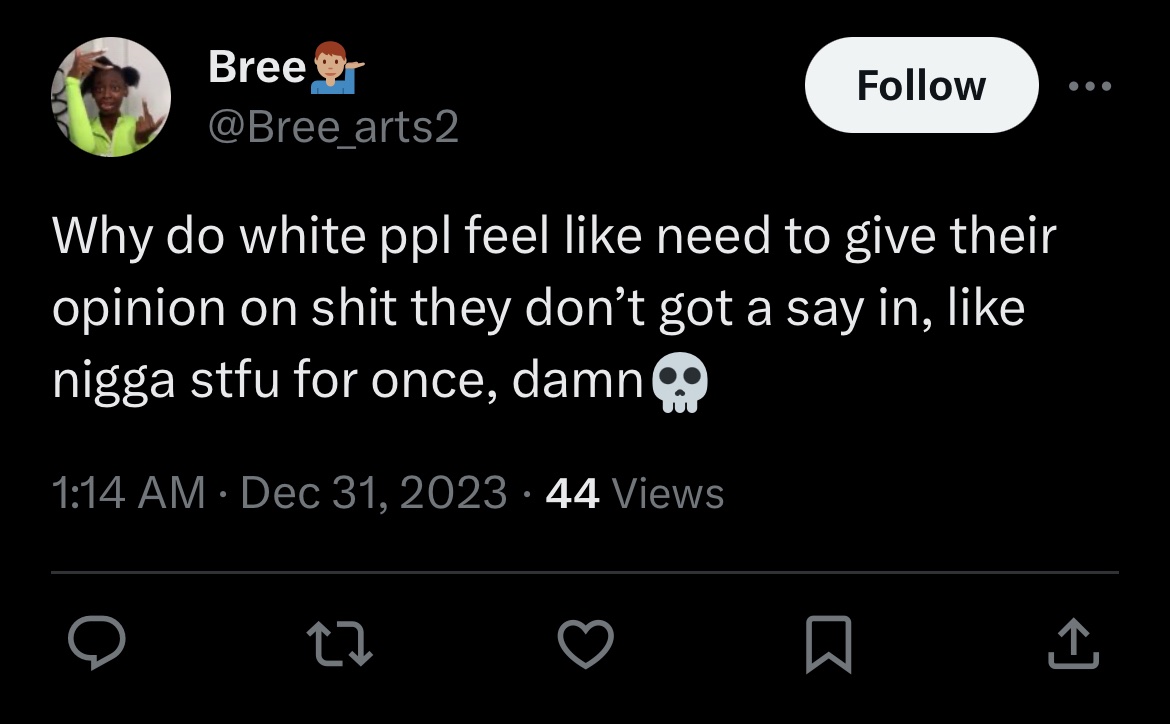 Bree💁🏽‍♂️
@Bree_arts2
Follow
Why do white ppl feel like need to give their
opinion on shit they don’t got a say in, like
nigga stfu for once, damn💀
1:14 AM · Dec 31, 2023 · 44 Views